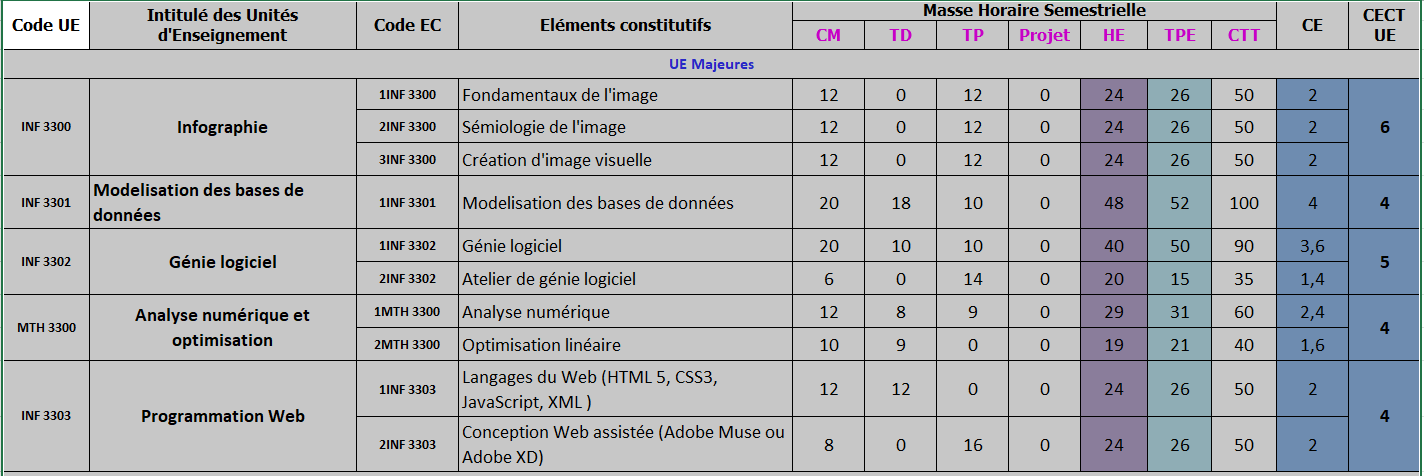 Code UE Intitulé des Unités d'Enseignement Code EC Eléments constitutifs Masse Horaire Semestrielle CE CECT UE
CM TD TP Projet HE TPE CTT
UE Majeures
INF 3300 Infographie 1INF 3300 Fondamentaux de l'image 12 0 12 0 24 26 50 2 6
2INF 3300 Sémiologie de l'image 12 0 12 0 24 26 50 2
3INF 3300 Création d'image visuelle 12 0 12 0 24 26 50 2
INF 3301 Modelisation des bases de données 1INF 3301 Modelisation des bases de données 20 18 10 0 48 52 100 4 4
INF 3302 Génie logiciel 1INF 3302 Génie logiciel 20 10 10 0 40 50 90 3,6 5
2INF 3302 Atelier de génie logiciel 6 0 14 0 20 15 35 1,4
MTH 3300 Analyse numérique et optimisation 1MTH 3300 Analyse numérique 12 8 9 0 29 31 60 2,4 4
2MTH 3300 Optimisation linéaire 10 9 0 0 19 21 40 1,6
INF 3303 Programmation Web 1INF 3303 Langages du Web (HTML 5, CSS3, JavaScript, XML ) 12 12 0 0 24 26 50 2 4
2INF 3303 Conception Web assistée (Adobe Muse ou Adobe XD) 8 0 16 0 24 26 50 2